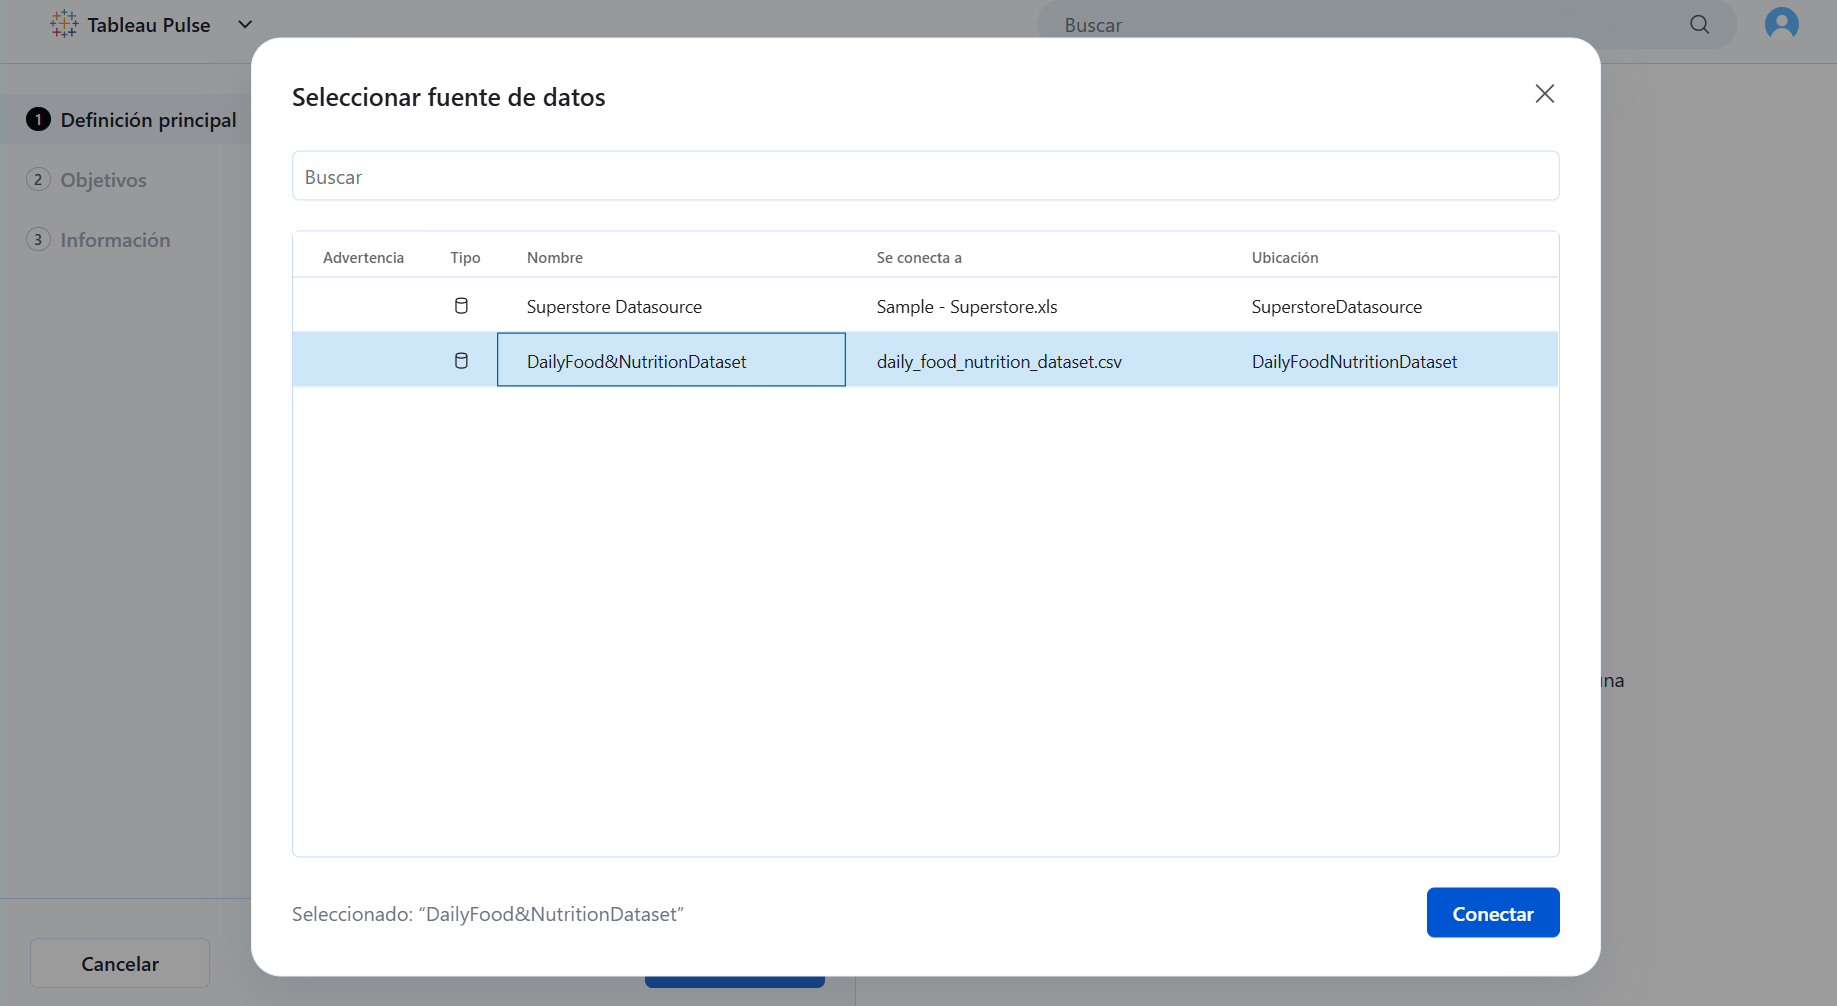 Tableau Pulse
Buscar
1 Definición principal
2 Objetivos
3 Información
Seleccionar fuente de datos
Buscar
Advertencia Tipo Nombre Se conecta a Ubicación
Superstore Datasource Sample - Superstore.xls SuperstoreDatasource
DailyFood&NutritionDataset daily_food_nutrition_dataset.csv DailyFoodNutritionDataset
Seleccionado: “DailyFood&NutritionDataset”
Conectar
Cancelar